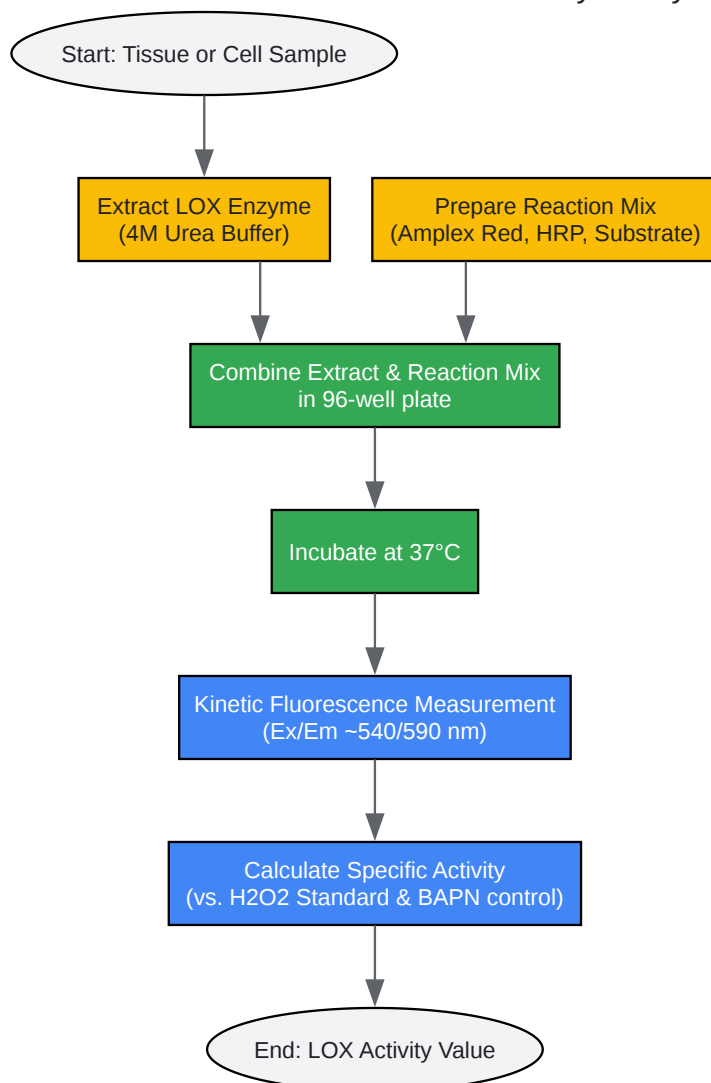 Start: Tissue or Cell Sample
Extract LOX Enzyme
(4M Urea Buffer)
Prepare Reaction Mix
(Amplex Red, HRP, Substrate)
Combine Extract & Reaction Mix
in 96-well plate
Incubate at 37°C
Kinetic Fluorescence Measurement
(Ex/Em ~540/590 nm)
Calculate Specific Activity
(vs. H2O2 Standard & BAPN control)
End: LOX Activity Value